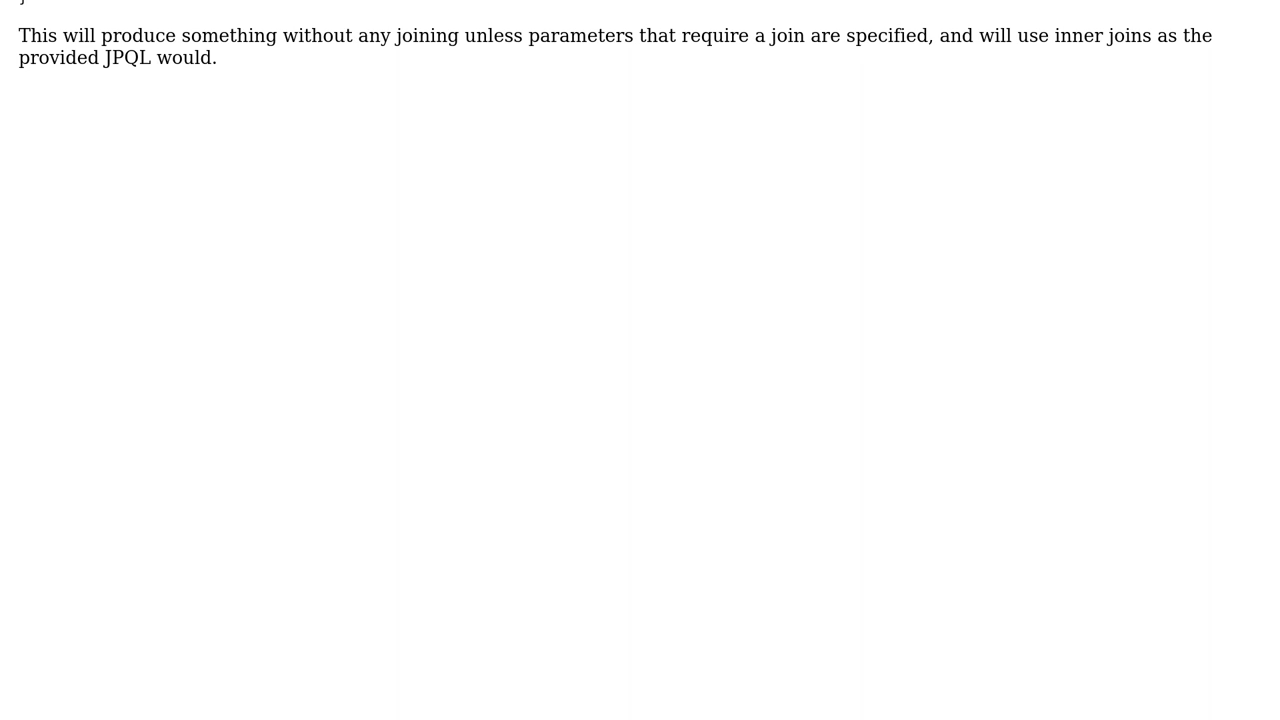 This will produce something without any joining unless parameters that require a join are specified, and will use inner joins as the
provided JPQL would.